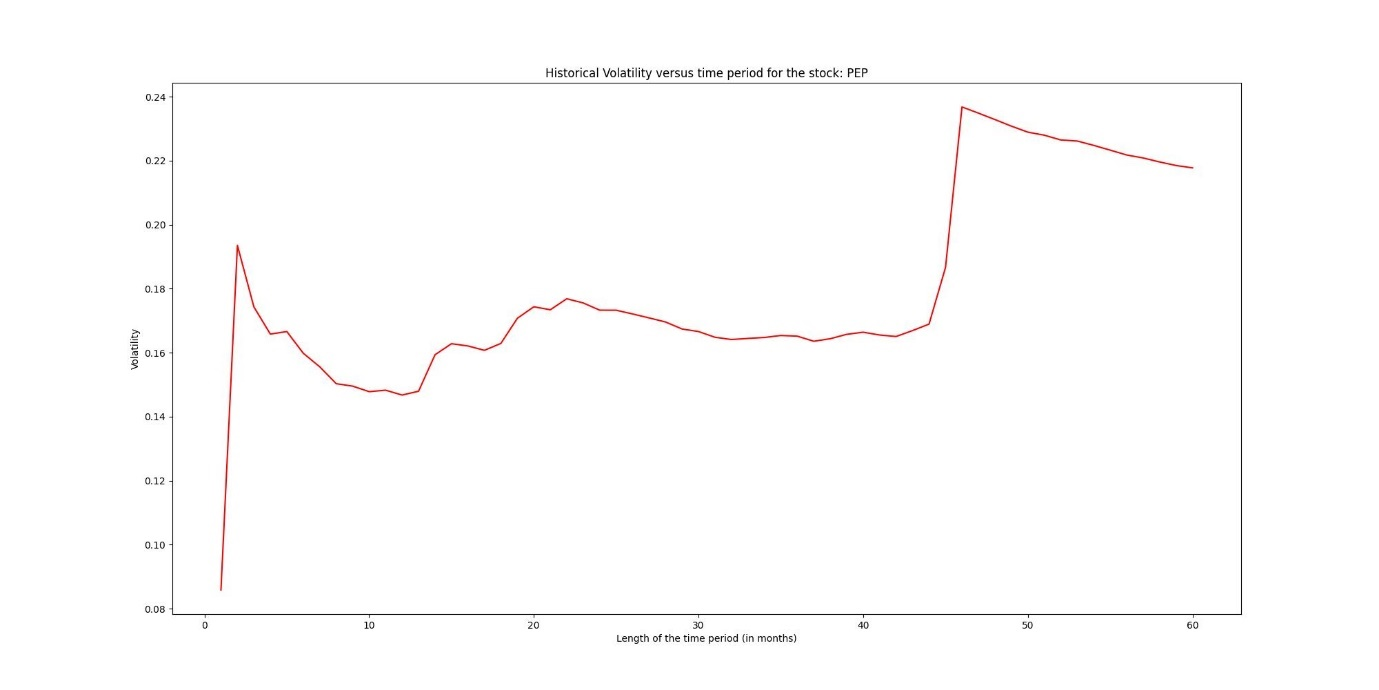 Historical Volatility versus time period for the stock: PEP
0.24
0.22
0.20
0.18
0.16
0.14
0.12
0.10
0.08
Volatility
0 10 20 30 40 50 60
Length of the time period (in months)